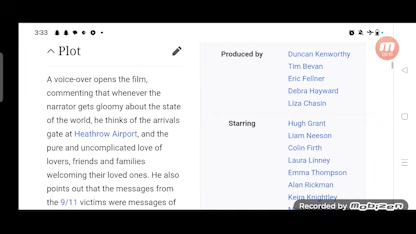 3:33
Plot
A voice-over opens the film,
commenting that whenever the
narrator gets gloomy about the state
of the world, he thinks of the arrivals
gate at Heathrow Airport, and the
pure and uncomplicated love of
lovers, friends and families
welcoming their loved ones. He also
points out that the messages from
the 9/11 victims were messages of
Produced by
Duncan Kenworthy
Tim Bevan
Eric Fellner
Debra Hayward
Liza Chasin
Starring
Hugh Grant
Liam Neeson
Colin Firth
Laura Linney
Emma Thompson
Alan Rickman
Keira Knightley
Recorded by mobizen